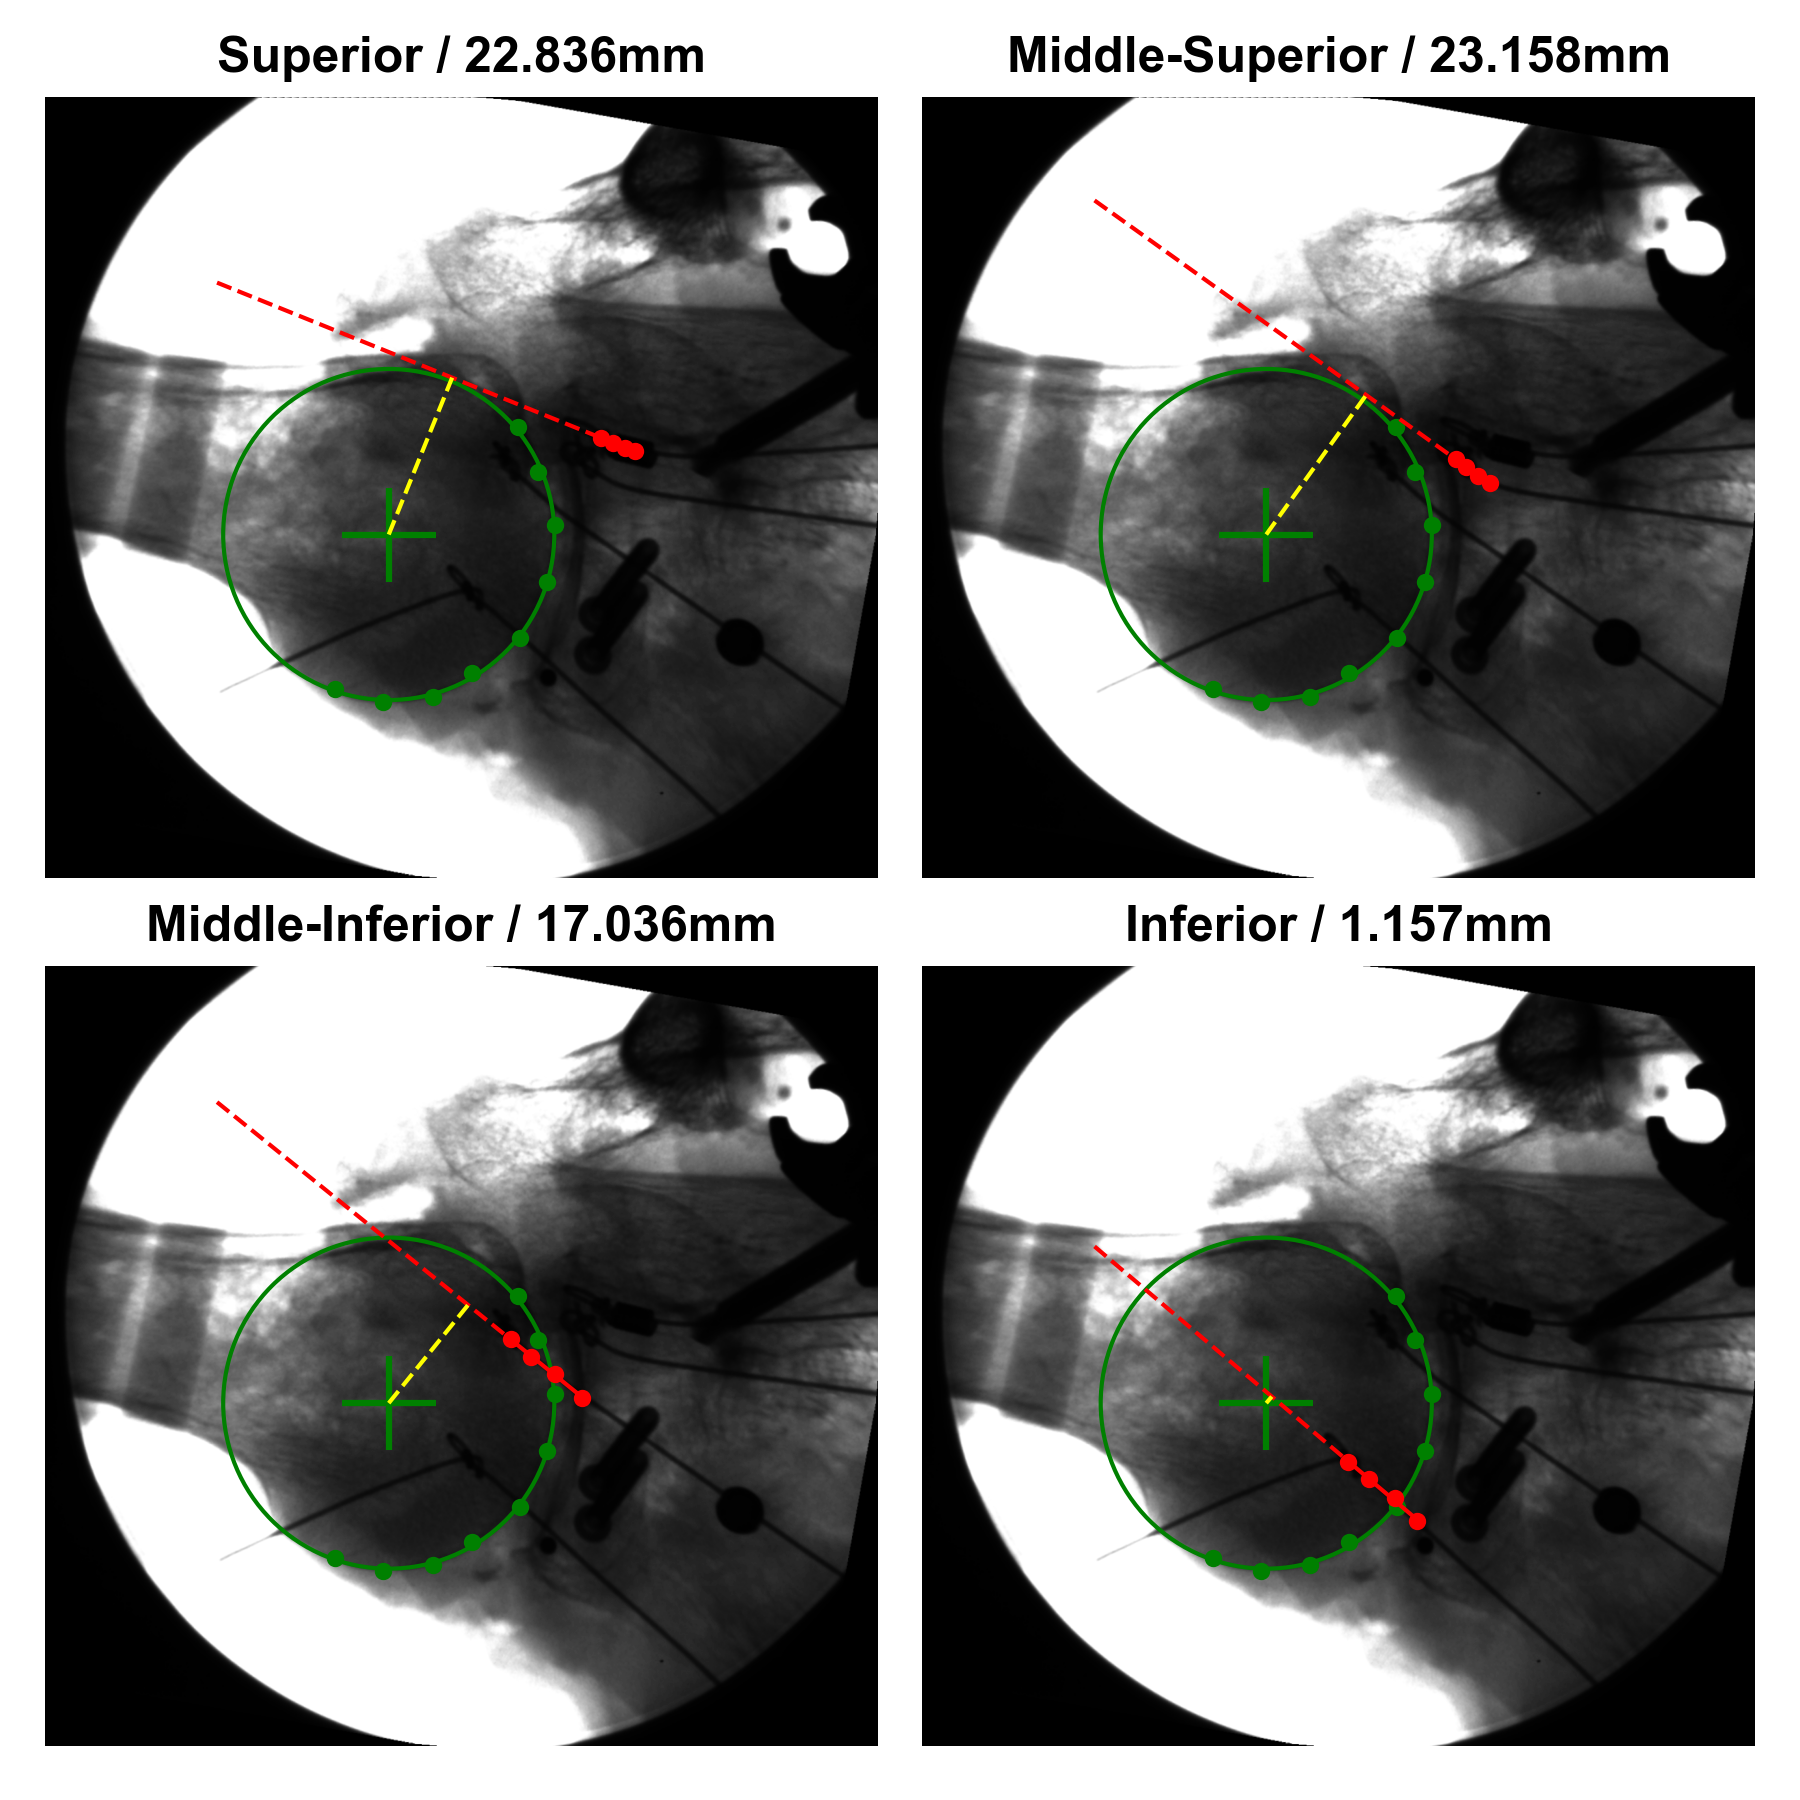 Superior / 22.836mm
Middle-Superior / 23.158mm
Middle-Inferior / 17.036mm
Inferior / 1.157mm